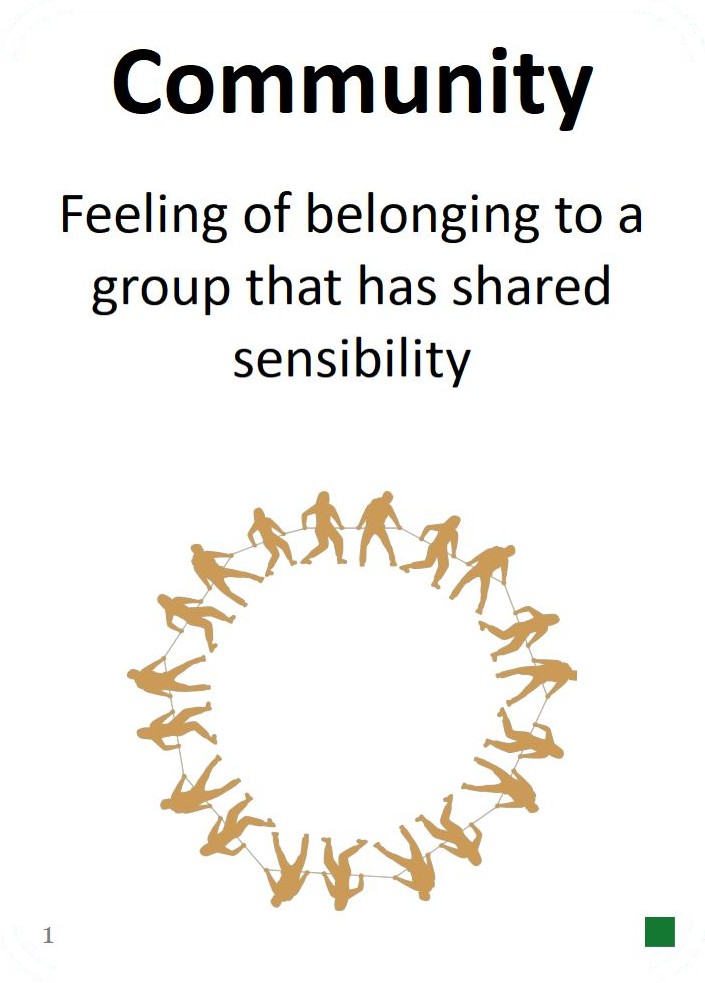 Community
Feeling of belonging to a
group that has shared
sensibility
1